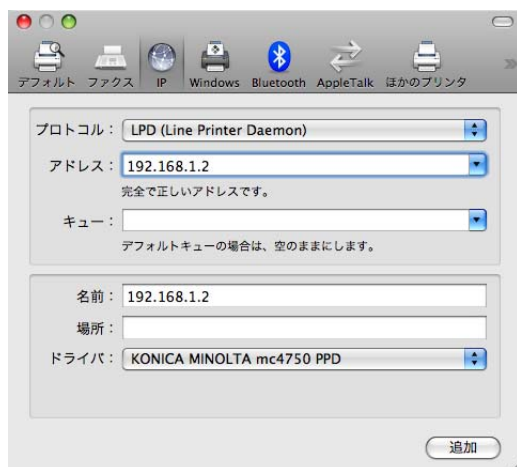 デフォルト ファクス IP Windows Bluetooth AppleTalk ほかのプリンタ
プロトコル： LPD (Line Printer Daemon)
アドレス： 192.168.1.2
完全で正しいアドレスです。
キュー：
デフォルトキューの場合は、空のままにします。
名前： 192.168.1.2
場所：
ドライバ： KONICA MINOLTA mc4750 PPD
追加